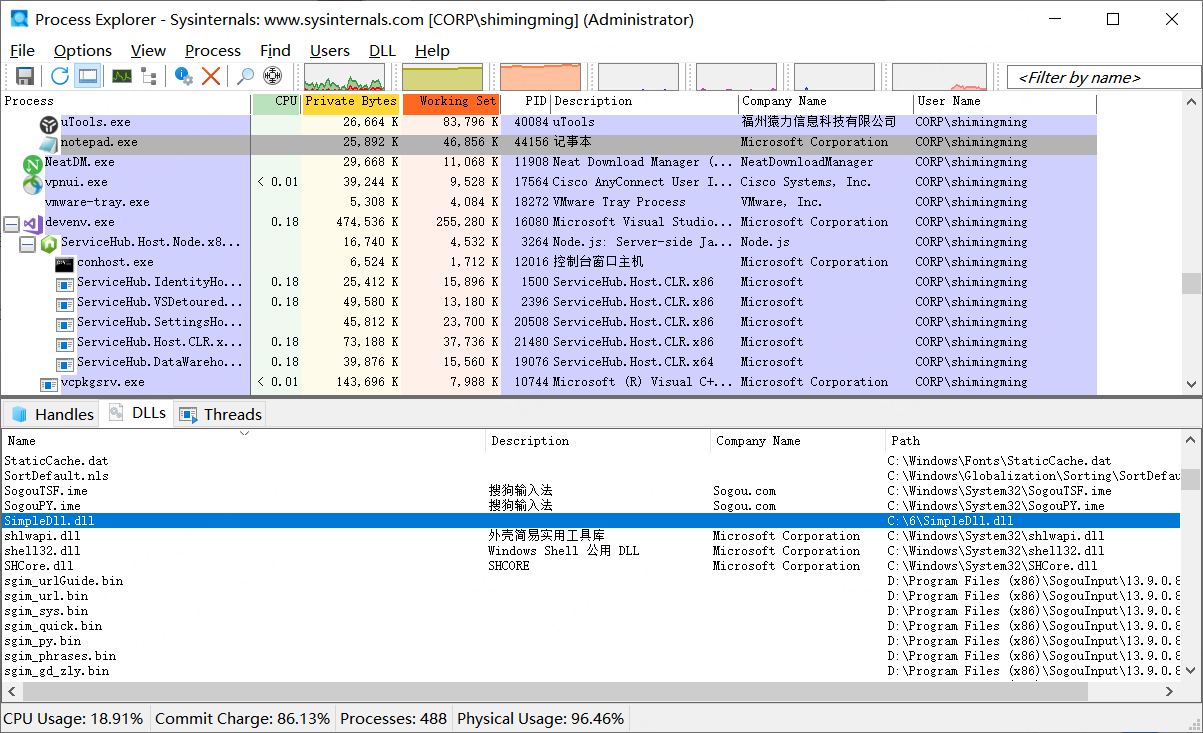 Process Explorer - Sysinternals: www.sysinternals.com [CORP\shimingming] (Administrator)
File Options View Process Find Users DLL Help
<Filter by name>
Process CPU Private Bytes Working Set PID Description Company Name User Name
uTools.exe 26,664 K 83,796 K 40084 uTools 福州猿力信息科技有限公司 CORP\shimingming
notepad.exe 25,892 K 46,856 K 44156 记事本 Microsoft Corporation CORP\shimingming
NeatDM.exe 29,668 K 11,068 K 11908 Neat Download Manager (... NeatDownloadManager CORP\shimingming
vpnui.exe < 0.01 39,244 K 9,528 K 17564 Cisco AnyConnect User I... Cisco Systems, Inc. CORP\shimingming
vmware-tray.exe 5,308 K 4,084 K 18272 VMware Tray Process VMware, Inc. CORP\shimingming
devenv.exe 0.18 474,536 K 255,280 K 16080 Microsoft Visual Studio... Microsoft Corporation CORP\shimingming
ServiceHub.Host.Node.x8... 16,740 K 4,532 K 3264 Node.js: Server-side Ja... Node.js CORP\shimingming
conhost.exe 6,524 K 1,712 K 12016 控制台窗口主机 Microsoft Corporation CORP\shimingming
ServiceHub.IdentityHo... 0.18 25,412 K 15,896 K 1500 ServiceHub.Host.CLR.x86 Microsoft CORP\shimingming
ServiceHub.VSDetoured... 0.18 49,580 K 13,180 K 2396 ServiceHub.Host.CLR.x86 Microsoft CORP\shimingming
ServiceHub.SettingsHo... 45,812 K 23,700 K 20508 ServiceHub.Host.CLR.x86 Microsoft CORP\shimingming
ServiceHub.Host.CLR.x... 0.18 73,188 K 37,736 K 21480 ServiceHub.Host.CLR.x86 Microsoft CORP\shimingming
ServiceHub.DataWareho... 0.18 39,876 K 15,560 K 19076 ServiceHub.Host.CLR.x64 Microsoft CORP\shimingming
vcpkgsrv.exe < 0.01 143,696 K 7,988 K 10744 Microsoft (R) Visual C+... Microsoft Corporation CORP\shimingming
Handles DLLs Threads
Name Description Company Name Path
StaticCache.dat C:\Windows\Fonts\StaticCache.dat
SortDefault.nls C:\Windows\Globalization\Sorting\SortDefau
SogouTSF.ime 搜狗输入法 Sogou.com C:\Windows\System32\SogouTSF.ime
SogouPY.ime 搜狗输入法 Sogou.com C:\Windows\System32\SogouPY.ime
SimpleDll.dll C:\6\SimpleDll.dll
shlwapi.dll 外壳简易实用工具库 Microsoft Corporation C:\Windows\System32\shlwapi.dll
shell32.dll Windows Shell 公用 DLL Microsoft Corporation C:\Windows\System32\shell32.dll
SHCore.dll SHCORE Microsoft Corporation C:\Windows\System32\SHCore.dll
sgim_urlGuide.bin D:\Program Files (x86)\SogouInput\13.9.0.8
sgim_url.bin D:\Program Files (x86)\SogouInput\13.9.0.8
sgim_sys.bin D:\Program Files (x86)\SogouInput\13.9.0.8
sgim_quick.bin D:\Program Files (x86)\SogouInput\13.9.0.8
sgim_py.bin D:\Program Files (x86)\SogouInput\13.9.0.8
sgim_phrases.bin D:\Program Files (x86)\SogouInput\13.9.0.8
sgim_gd_zly.bin D:\Program Files (x86)\SogouInput\13.9.0.8
CPU Usage: 18.91% Commit Charge: 86.13% Processes: 488 Physical Usage: 96.46%